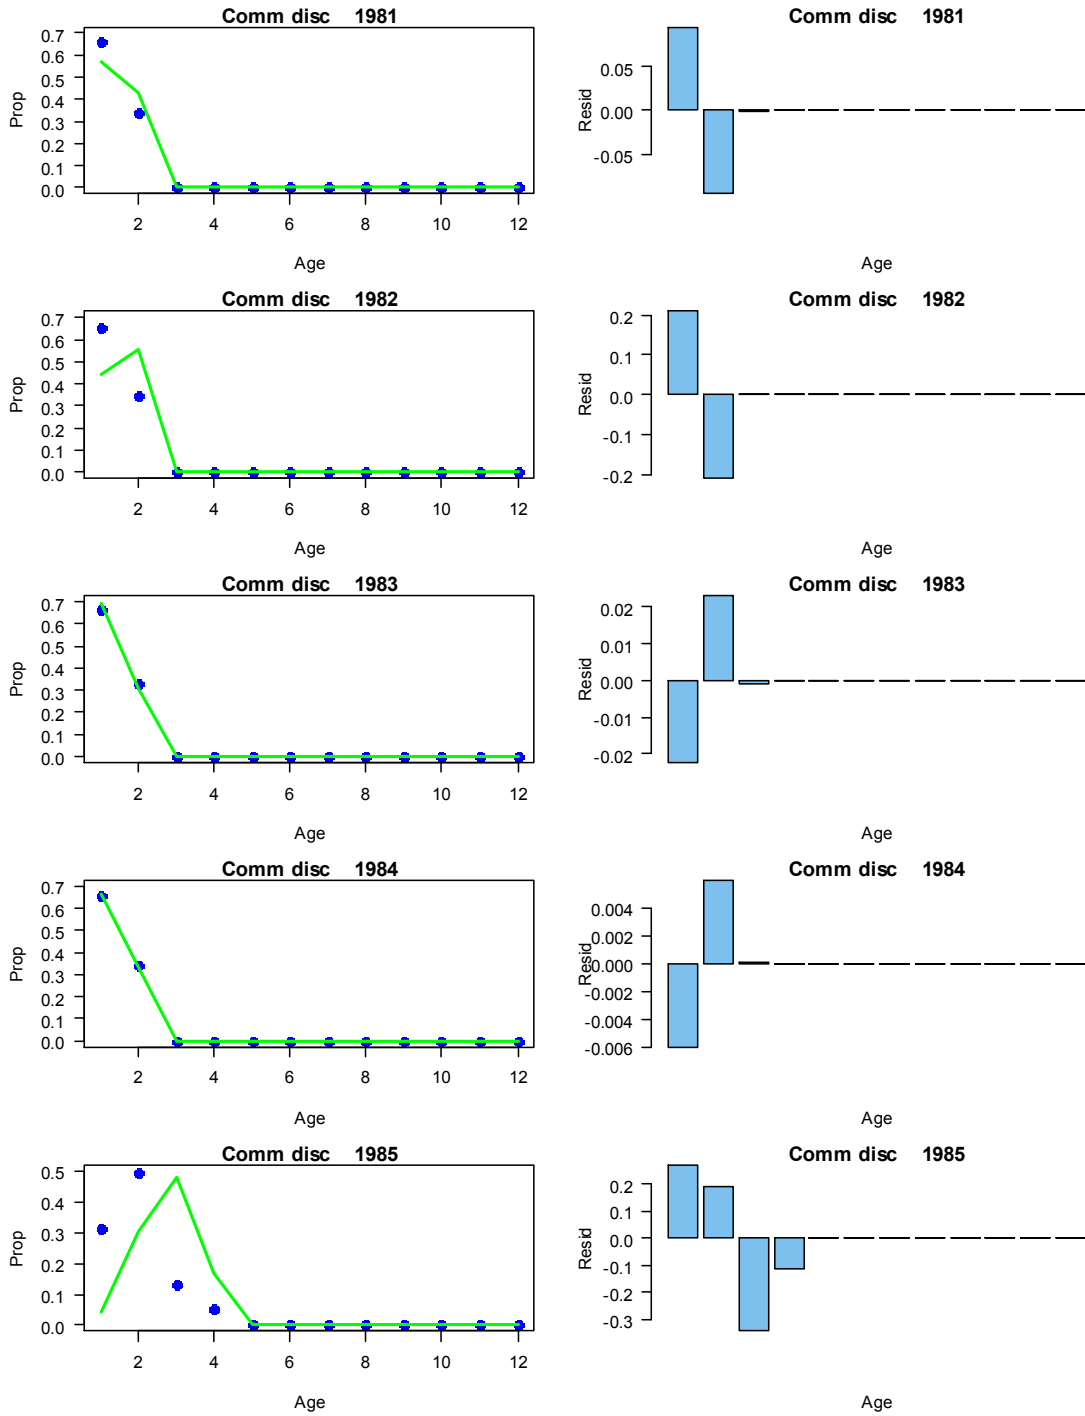 Comm disc 1981
0.7
0.6
0.5
0.4
0.3
0.2
0.1
0.0
Prop
2 4 6 8 10 12
Age
Comm disc 1981
0.05
0.00
-0.05
Resid
Age
Comm disc 1982
0.7
0.6
0.5
0.4
0.3
0.2
0.1
0.0
Prop
2 4 6 8 10 12
Age
Comm disc 1982
0.2
0.1
0.0
-0.1
-0.2
Resid
Age
Comm disc 1983
0.7
0.6
0.5
0.4
0.3
0.2
0.1
0.0
Prop
2 4 6 8 10 12
Age
Comm disc 1983
0.02
0.01
0.00
-0.01
-0.02
Resid
Age
Comm disc 1984
0.7
0.6
0.5
0.4
0.3
0.2
0.1
0.0
Prop
2 4 6 8 10 12
Age
Comm disc 1984
0.004
0.002
0.000
-0.002
-0.004
-0.006
Resid
Age
Comm disc 1985
0.5
0.4
0.3
0.2
0.1
0.0
Prop
2 4 6 8 10 12
Age
Comm disc 1985
0.2
0.1
0.0
-0.1
-0.2
-0.3
Resid
Age